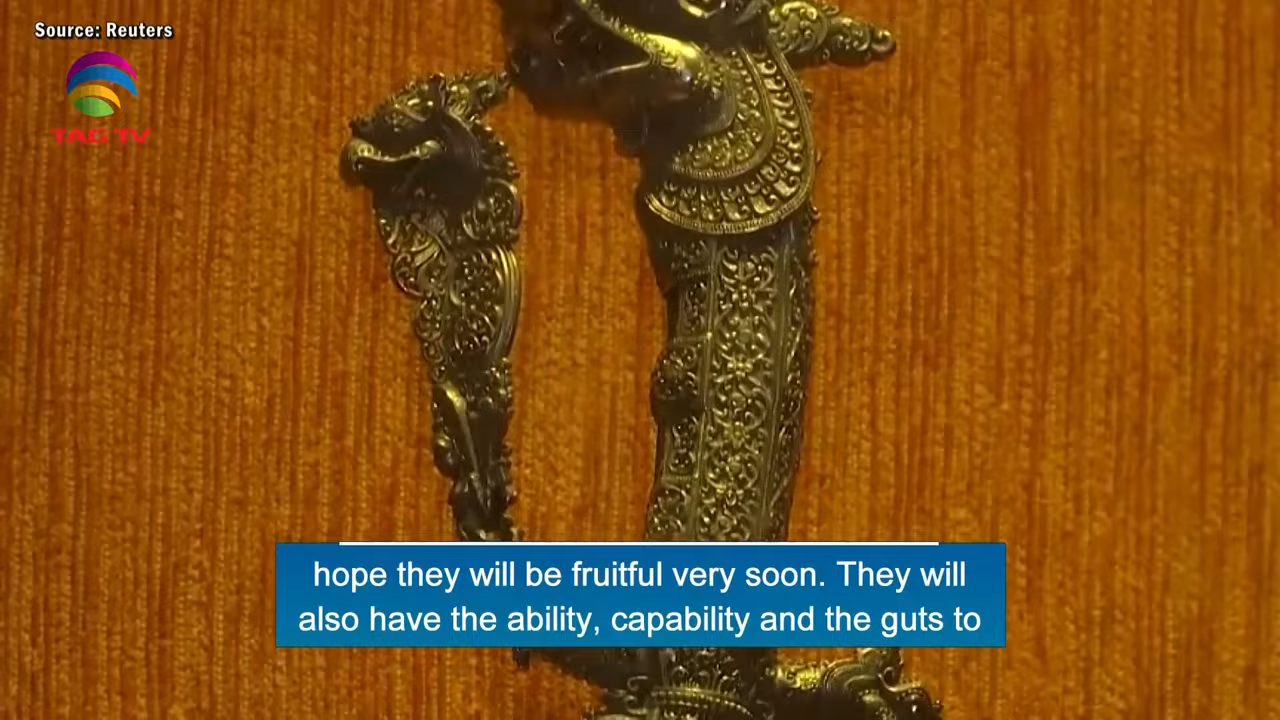 Source: Reuters
TAG TV
hope they will be fruitful very soon. They will
also have the ability, capability and the guts to